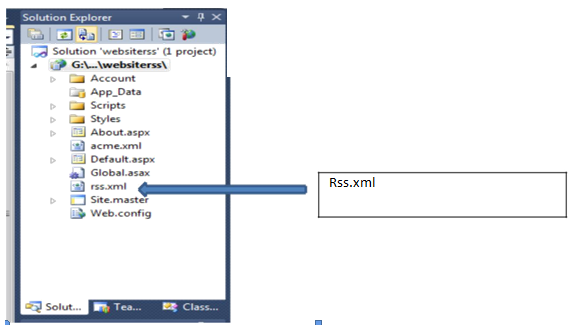 Solution Explorer
Solution 'websiterss' (1 project)
G:\...\websiterss\
Account
App_Data
Scripts
Styles
About.aspx
acme.xml
Default.aspx
Global.asax
rss.xml
Rss.xml
Site.master
Web.config
Solut...
Tea...
Class...